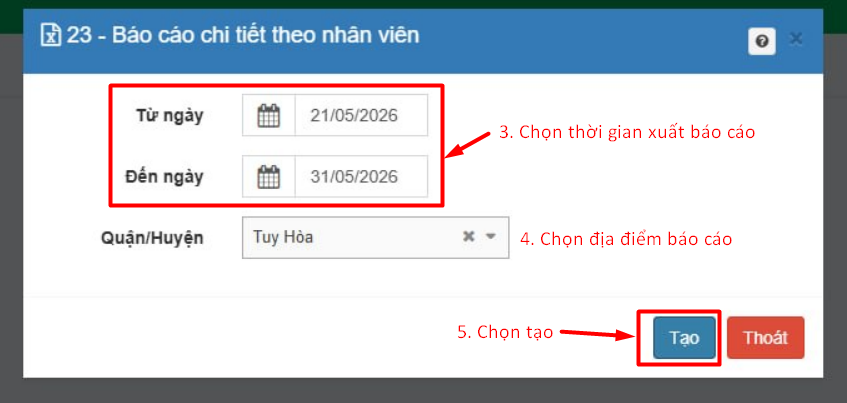 23 - Báo cáo chi tiết theo nhân viên
Từ ngày
21/05/2026
3. Chọn thời gian xuất báo cáo
Đến ngày
31/05/2026
Quận/Huyện
Tuy Hòa
4. Chọn địa điểm báo cáo
5. Chọn tạo
Tạo
Thoát